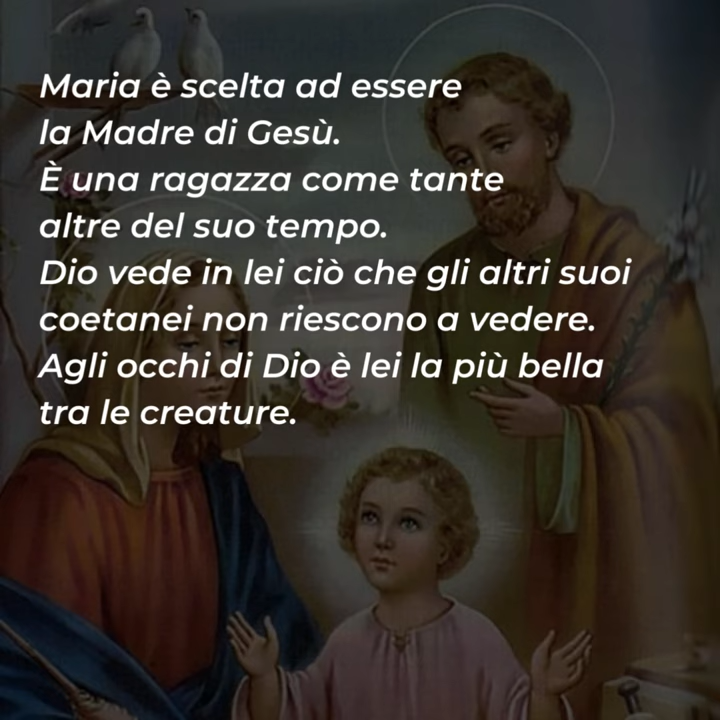 Maria è scelta ad essere
la Madre di Gesù.
È una ragazza come tante
altre del suo tempo.
Dio vede in lei ciò che gli altri suoi
coetanei non riescono a vedere.
Agli occhi di Dio è lei la più bella
tra le creature.